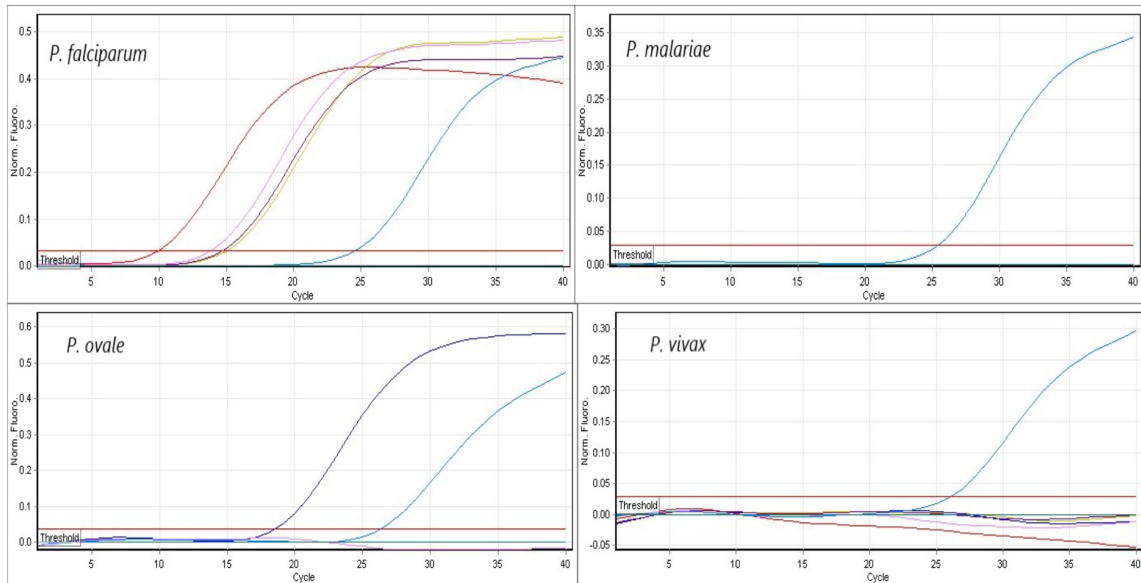 P. falciparum
0.5
0.4
0.3
0.2
0.1
0.0
Norm. Fluoro.
Threshold
5 10 15 20 25 30 35 40
Cycle
P. malariae
0.35
0.30
0.25
0.20
0.15
0.10
0.05
0.00
Norm. Fluoro.
Threshold
5 10 15 20 25 30 35 40
Cycle
P. ovale
0.6
0.5
0.4
0.3
0.2
0.1
0.0
Norm. Fluoro.
Threshold
5 10 15 20 25 30 35 40
Cycle
P. vivax
0.30
0.25
0.20
0.15
0.10
0.05
0.00
-0.05
Norm. Fluoro.
Threshold
5 10 15 20 25 30 35 40
Cycle